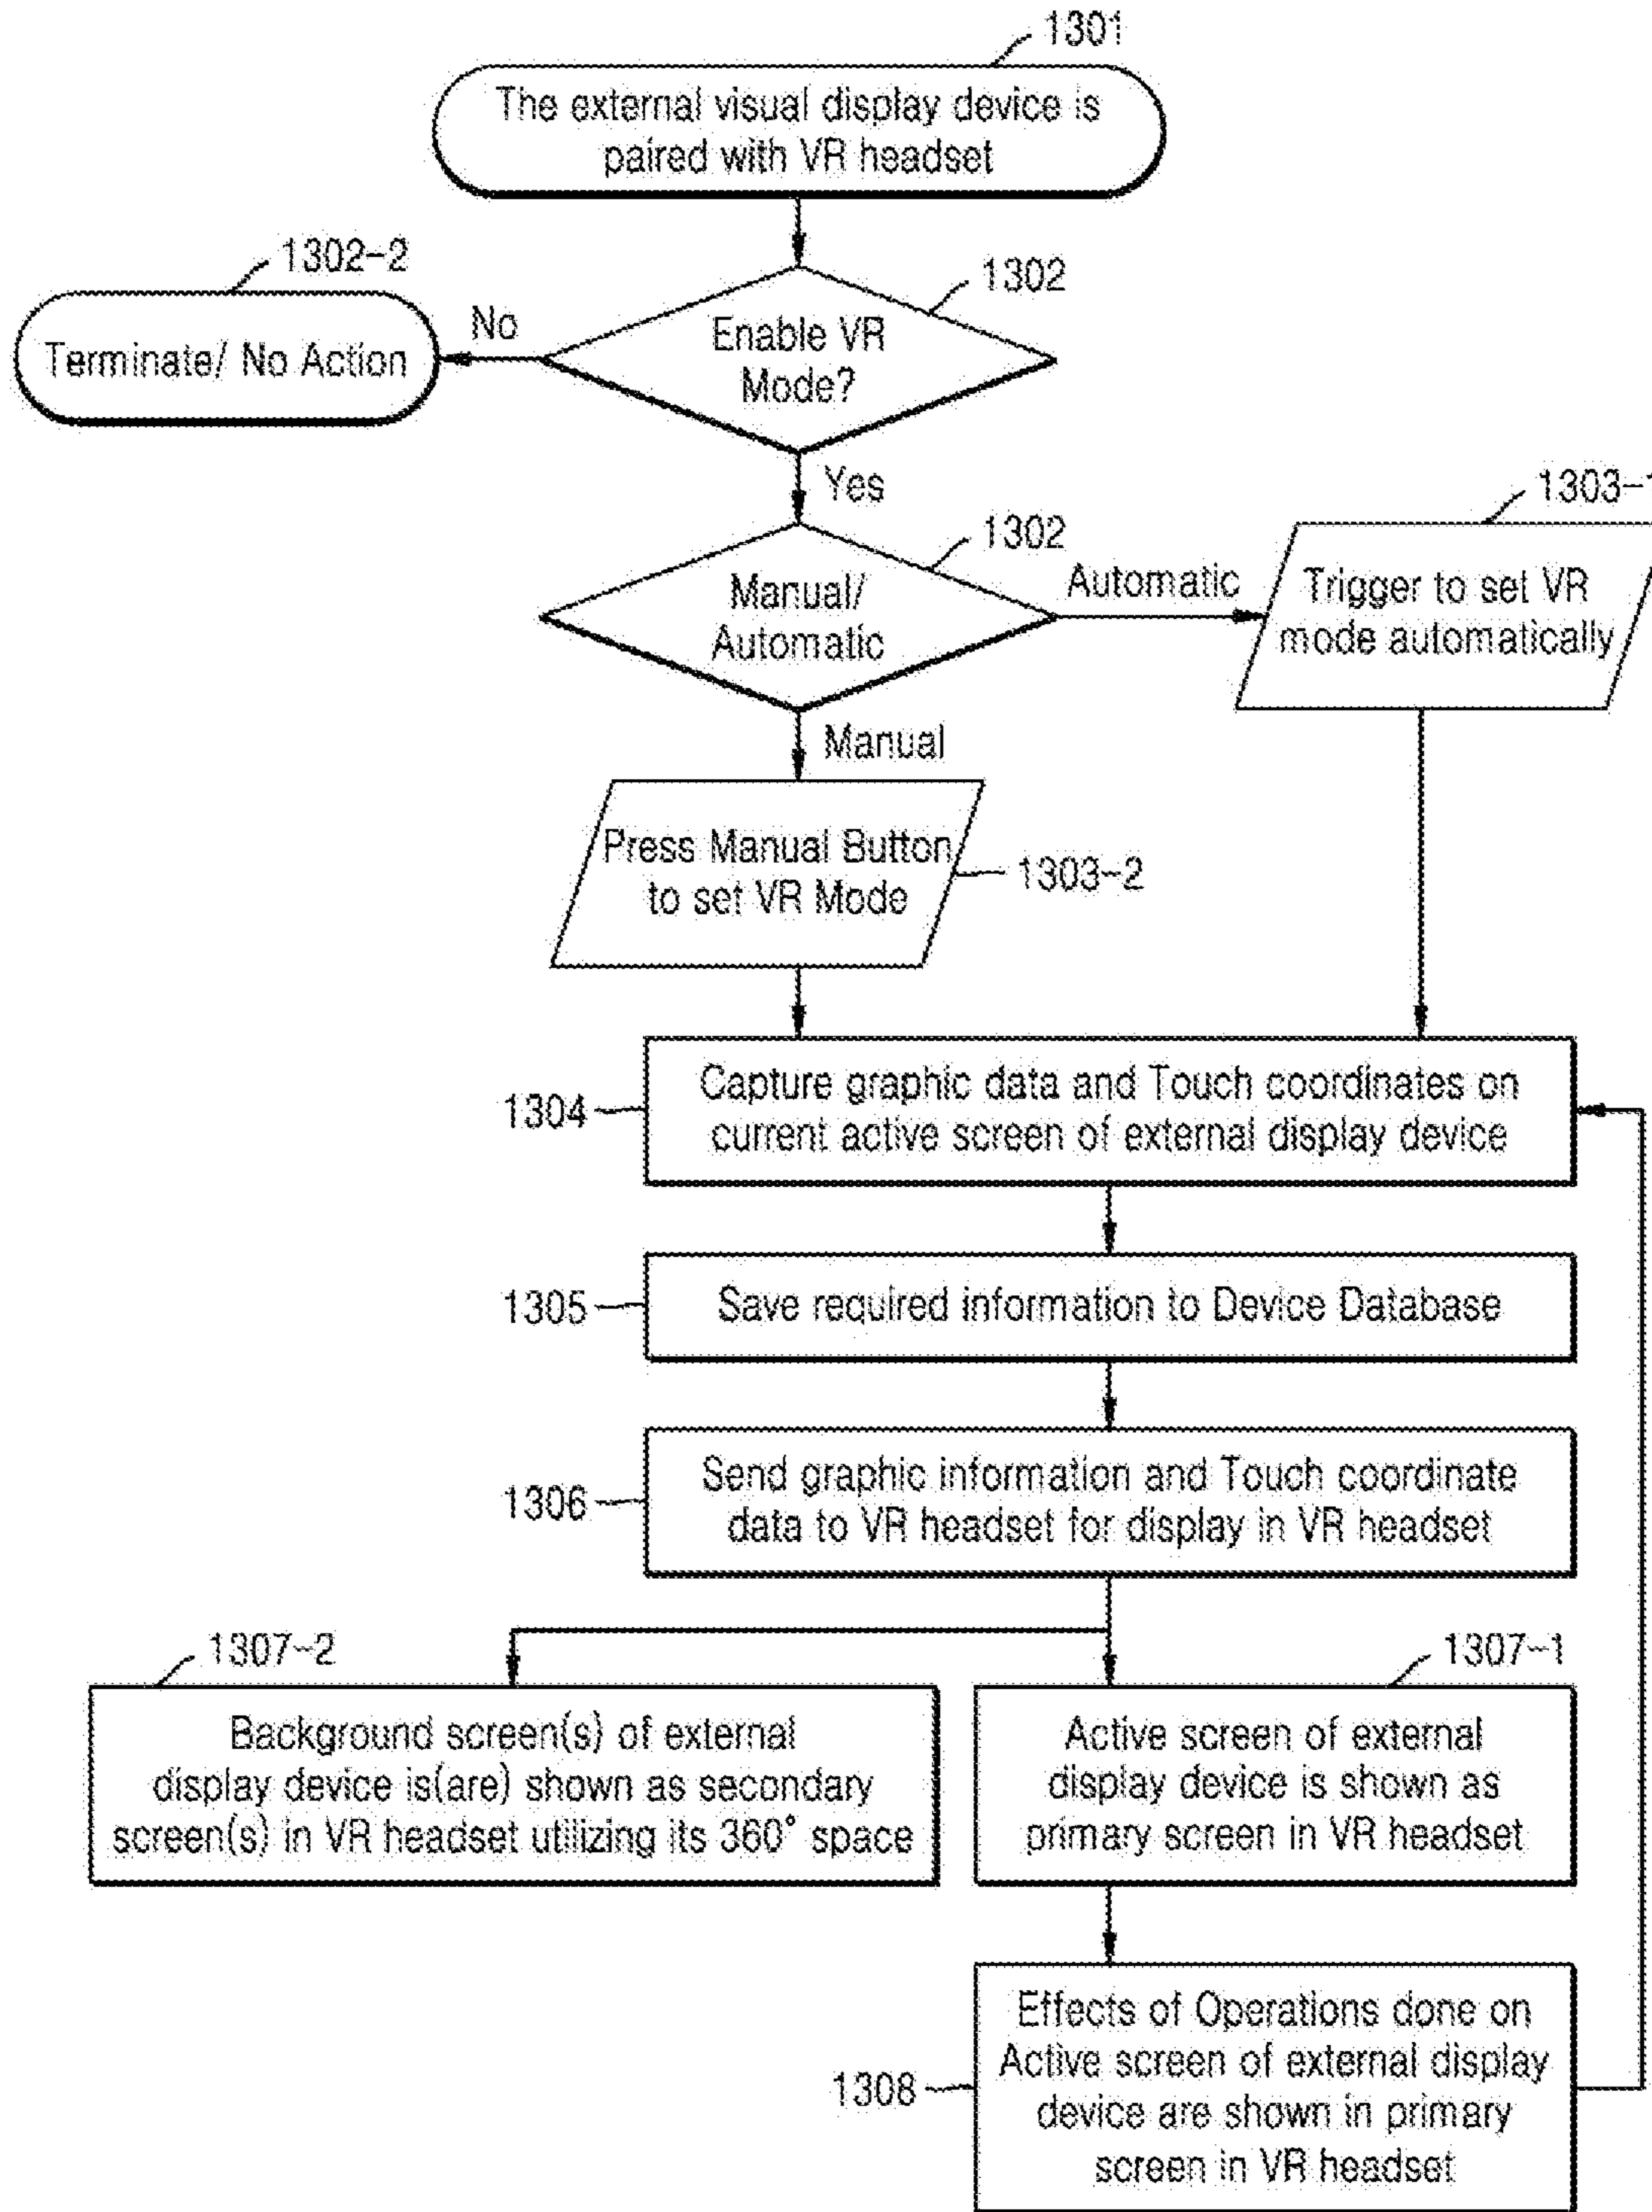 1301
The external visual display device is
paired with VR headset
1302-2
Terminate/ No Action
No
1302
Enable VR
Mode?
Yes
1302
Manual/
Automatic
Automatic
1303-1
Trigger to set VR
mode automatically
Manual
Press Manual Button
to set VR Mode
1303-2
1304
Capture graphic data and Touch coordinates on
current active screen of external display device
1305
Save required information to Device Database
1306
Send graphic information and Touch coordinate
data to VR headset for display in VR headset
1307-2
Background screen(s) of external
display device is(are) shown as secondary
screen(s) in VR headset utilizing its 360° space
1307-1
Active screen of external
display device is shown as
primary screen in VR headset
1308
Effects of Operations done on
Active screen of external display
device are shown in primary
screen in VR headset